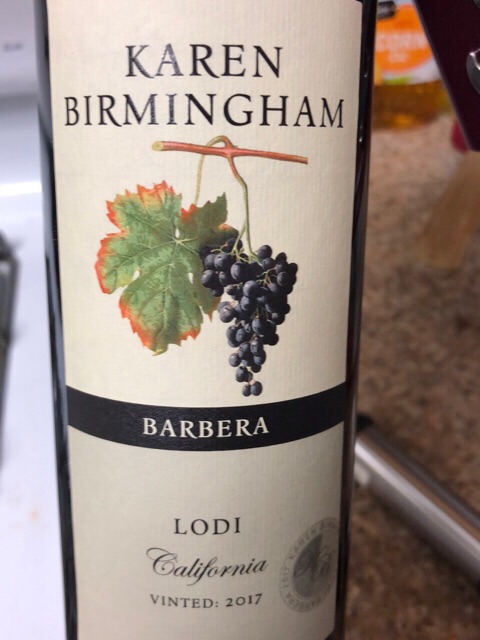 KAREN
BIRMINGHAM
BARBERA
LODI
California
VINTED: 2017